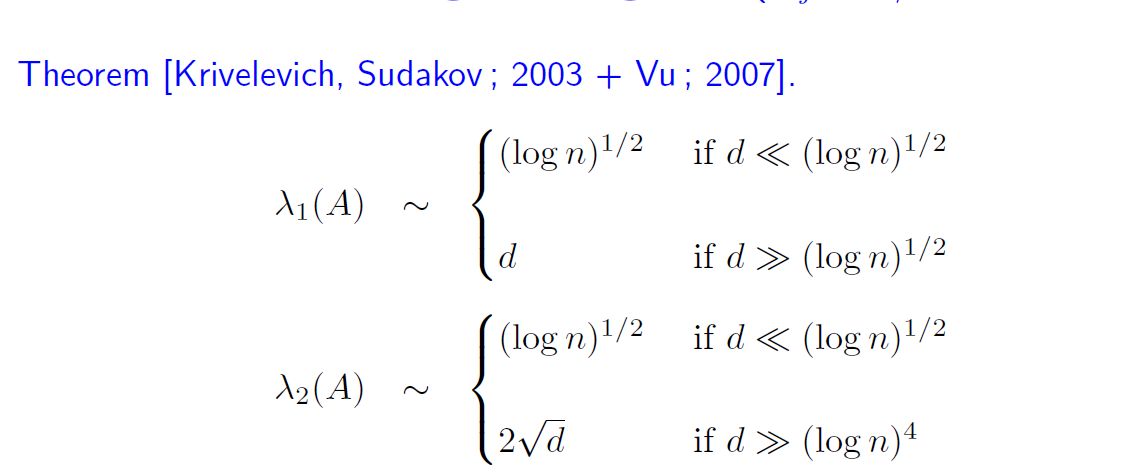 Theorem [Krivelevich, Sudakov ; 2003 + Vu ; 2007].
λ₁(A) ∼ { (log n)^{1/2} if d ≪ (log n)^{1/2}
d if d ≫ (log n)^{1/2}
λ₂(A) ∼ { (log n)^{1/2} if d ≪ (log n)^{1/2}
2√d if d ≫ (log n)^4